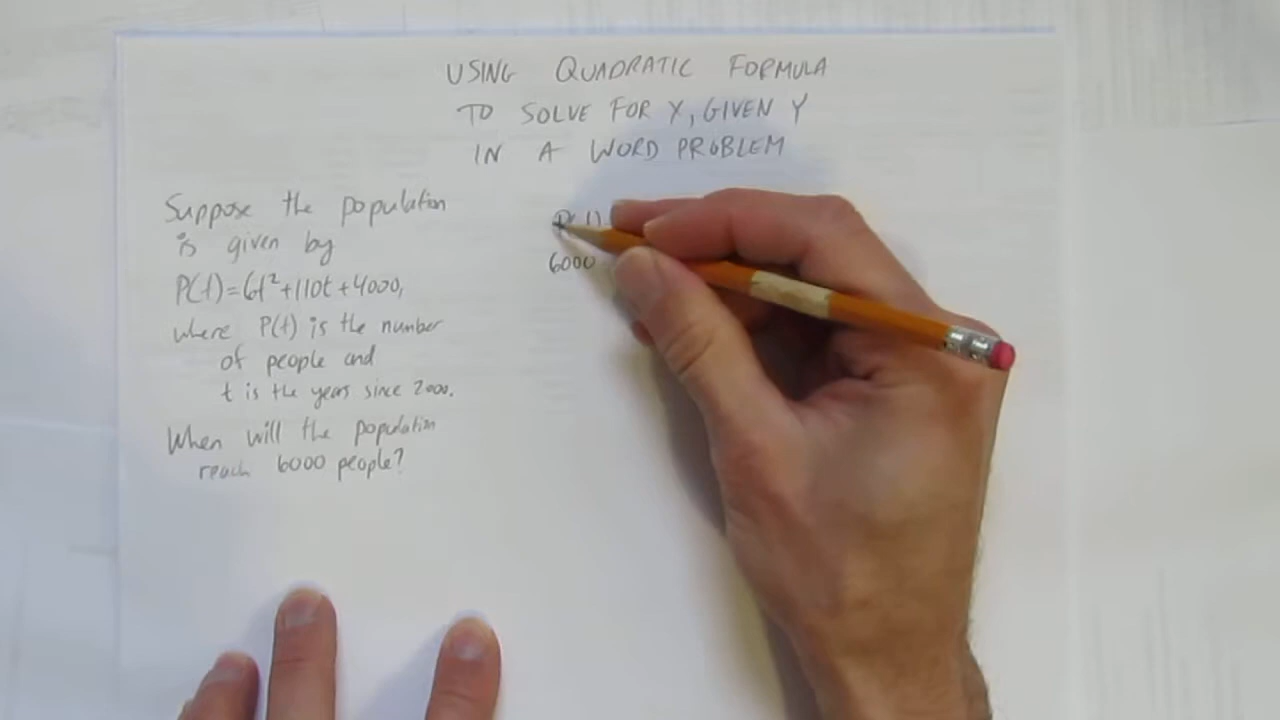 USING QUADRATIC FORMULA
TO SOLVE FOR X, GIVEN Y
IN A WORD PROBLEM
Suppose the population
is given by
P(t)=6t²+110t+4000,
where P(t) is the number
of people and
t is the years since 2000.
When will the population
reach 6000 people?
6000